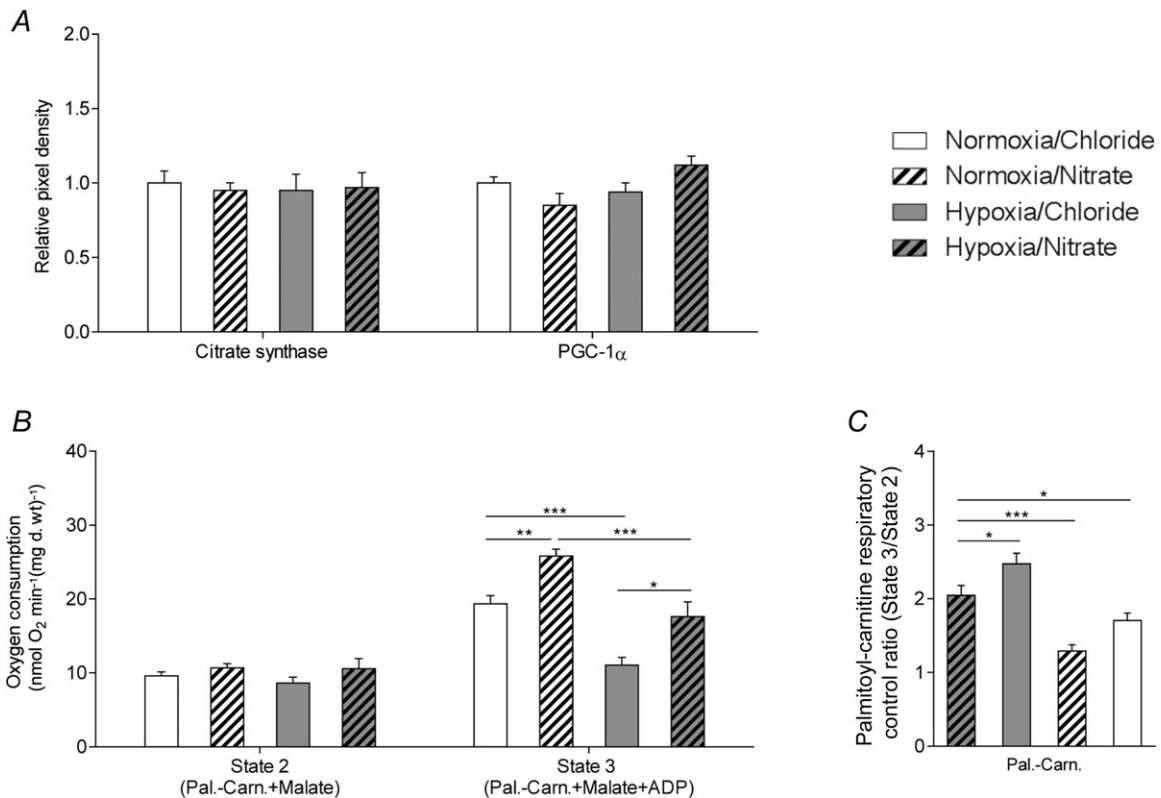 A
Relative pixel density
2.0
1.5
1.0
0.5
0.0
Citrate synthase
PGC-1α
Normoxia/Chloride
Normoxia/Nitrate
Hypoxia/Chloride
Hypoxia/Nitrate
B
Oxygen consumption
(nmol O₂ min⁻¹(mg d. wt)⁻¹)
40
30
20
10
0
***
**
***
*
State 2
(Pal.-Carn.+Malate)
State 3
(Pal.-Carn.+Malate+ADP)
C
Palmitoyl-carnitine respiratory
control ratio (State 3/State 2)
4
3
2
1
0
*
***
*
Pal.-Carn.